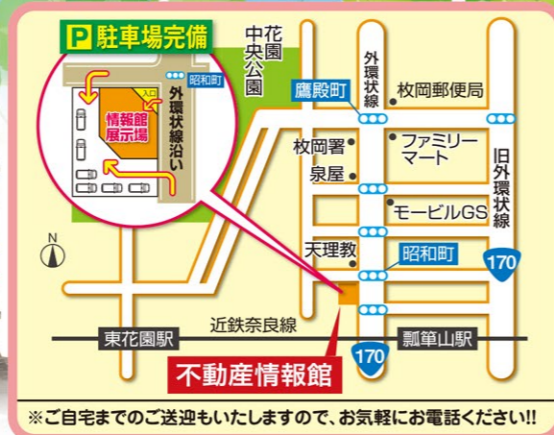 P 駐車場完備
昭和町
入口
情報館
展示場
外環状線沿い
花園
中央公園
外環状線
鷹殿町
枚岡郵便局
枚岡署
ファミリー
マート
泉屋
旧外環状線
モービルGS
天理教
昭和町
170
N
近鉄奈良線
東花園駅
瓢箪山駅
170
不動産情報館
※ご自宅までのご送迎もいたしますので、お気軽にお電話ください!!